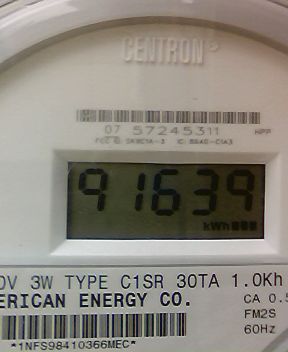 CENTRON
07 57245311 HPP
91639
kWh
0V 3W TYPE C1SR 30TA 1.0Kh
ERICAN ENERGY CO.
CA 0.5
FM2S
60Hz
*1NFS98410366MEC*